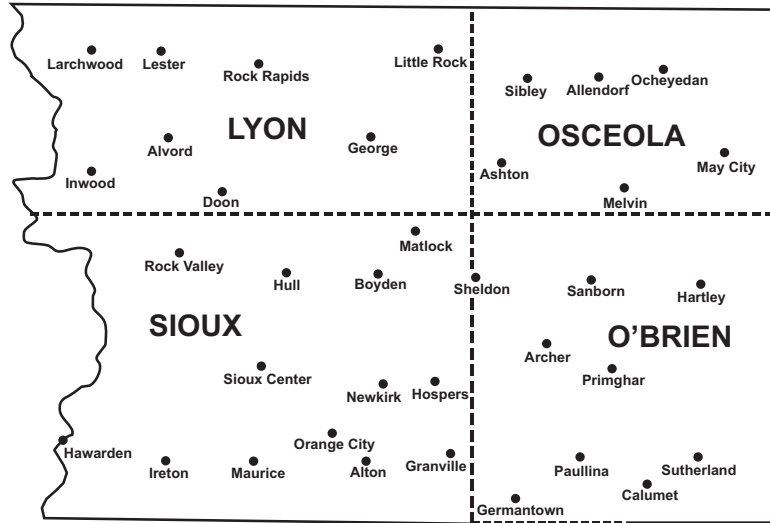 Larchwood
Lester
Rock Rapids
Little Rock
Sibley
Allendorf
Ocheyedan
LYON
OSCEOLA
Alvord
George
Ashton
May City
Inwood
Doon
Melvin
Matlock
Rock Valley
Hull
Boyden
Sheldon
Sanborn
Hartley
SIOUX
O’BRIEN
Archer
Primghar
Sioux Center
Newkirk
Hospers
Hawarden
Orange City
Ireton
Maurice
Alton
Granville
Paullina
Sutherland
Calumet
Germantown